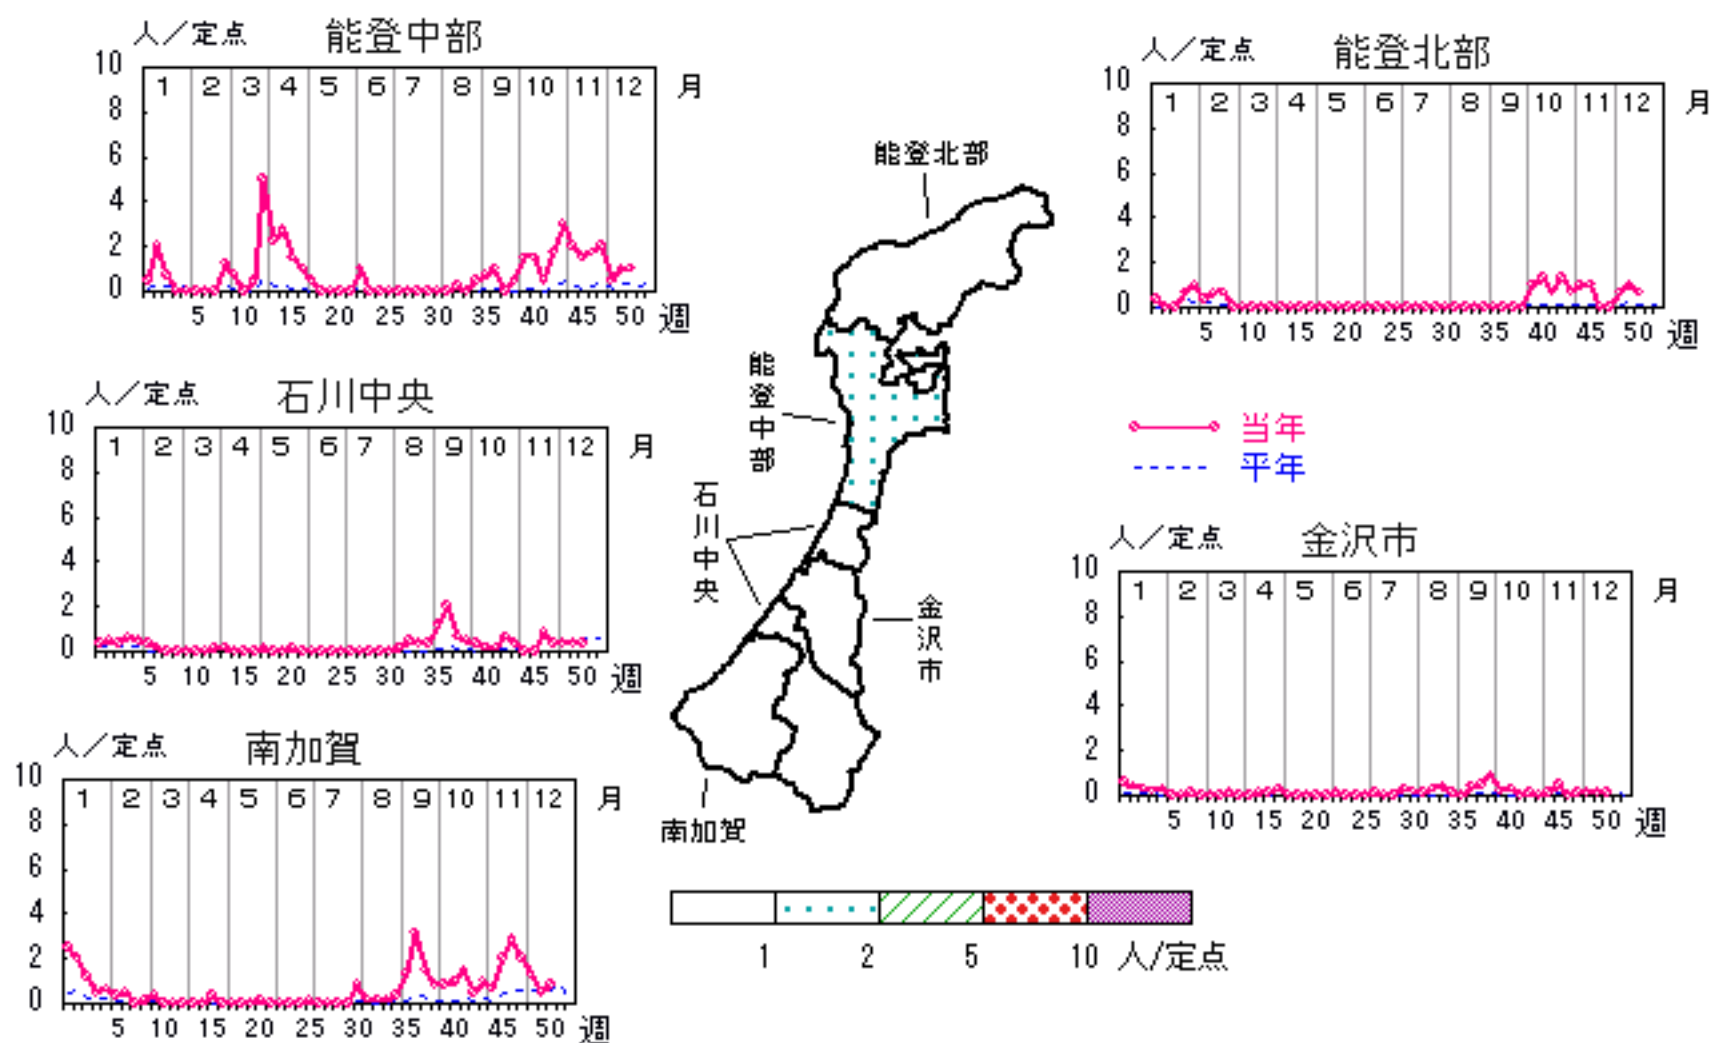 人／定点 能登中部
10 8 6 4 2 0
1 2 3 4 5 6 7 8 9 10 11 12 月
5 10 15 20 25 30 35 40 45 50 週
人／定点 能登北部
10 8 6 4 2 0
1 2 3 4 5 6 7 8 9 10 11 12 月
5 10 15 20 25 30 35 40 45 50 週
人／定点 石川中央
10 8 6 4 2 0
1 2 3 4 5 6 7 8 9 10 11 12 月
5 10 15 20 25 30 35 40 45 50 週
人／定点 金沢市
10 8 6 4 2 0
1 2 3 4 5 6 7 8 9 10 11 12 月
5 10 15 20 25 30 35 40 45 50 週
人／定点 南加賀
10 8 6 4 2 0
1 2 3 4 5 6 7 8 9 10 11 12 月
5 10 15 20 25 30 35 40 45 50 週
能登北部
能登中部
石川中央
金沢市
南加賀
当年
平年
1 2 5 10 人/定点